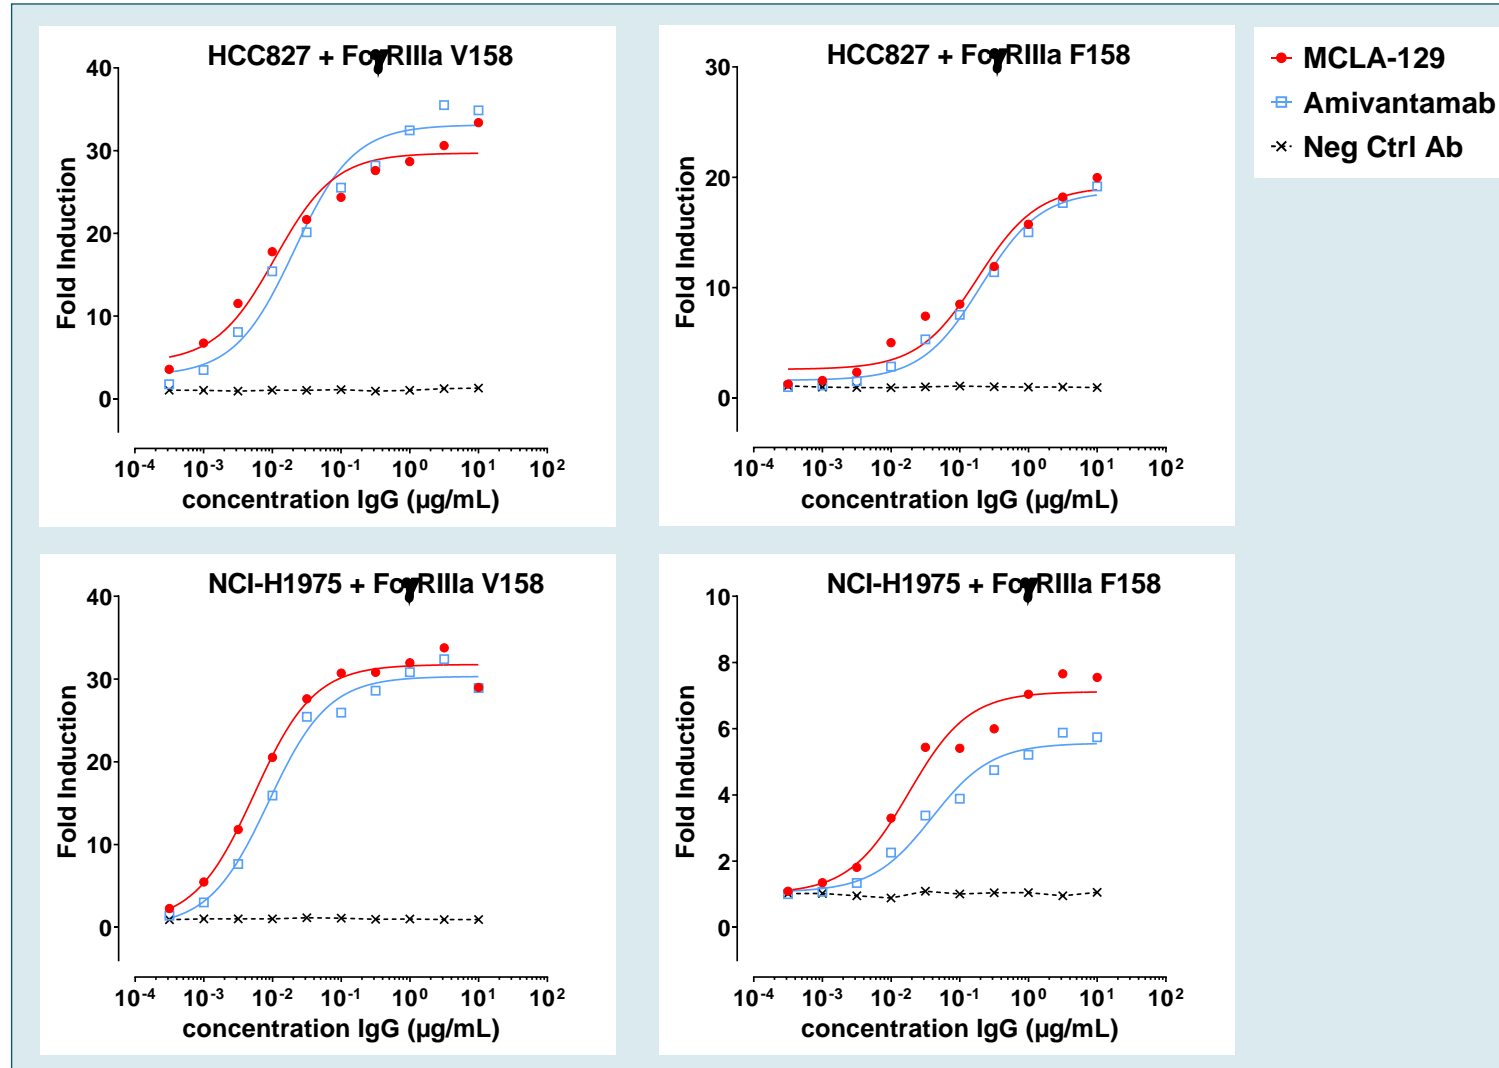 HCC827 + FcγRIIIa V158
40
30
20
10
0
Fold Induction
10⁻⁴ 10⁻³ 10⁻² 10⁻¹ 10⁰ 10¹ 10²
concentration IgG (µg/mL)
HCC827 + FcγRIIIa F158
30
20
10
0
Fold Induction
10⁻⁴ 10⁻³ 10⁻² 10⁻¹ 10⁰ 10¹ 10²
concentration IgG (µg/mL)
MCLA-129
Amivantamab
Neg Ctrl Ab
NCI-H1975 + FcγRIIIa V158
40
30
20
10
0
Fold Induction
10⁻⁴ 10⁻³ 10⁻² 10⁻¹ 10⁰ 10¹ 10²
concentration IgG (µg/mL)
NCI-H1975 + FcγRIIIa F158
10
8
6
4
2
0
Fold Induction
10⁻⁴ 10⁻³ 10⁻² 10⁻¹ 10⁰ 10¹ 10²
concentration IgG (µg/mL)